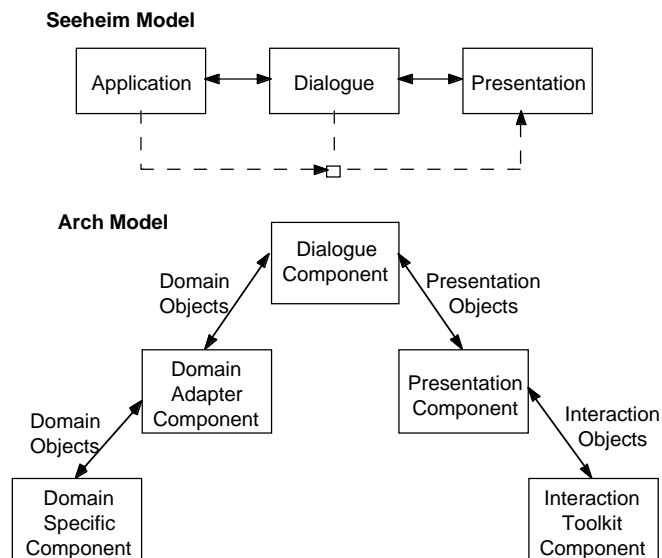 Seeheim Model
Application
Dialogue
Presentation
Arch Model
Dialogue
Component
Domain
Objects
Presentation
Objects
Domain
Adapter
Component
Presentation
Component
Domain
Objects
Interaction
Objects
Domain
Specific
Component
Interaction
Toolkit
Component